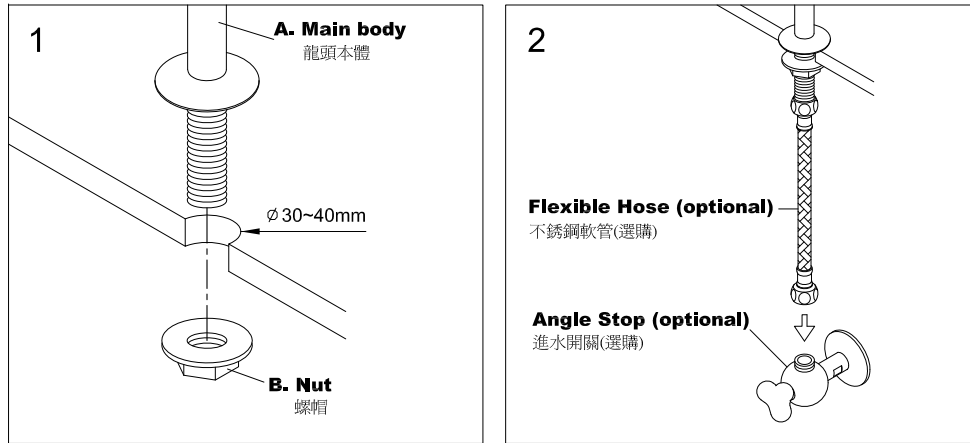 1
A. Main body
龍頭本體
Ø30~40mm
B. Nut
螺帽
2
Flexible Hose (optional)
不銹鋼軟管(選購)
Angle Stop (optional)
進水開關(選購)